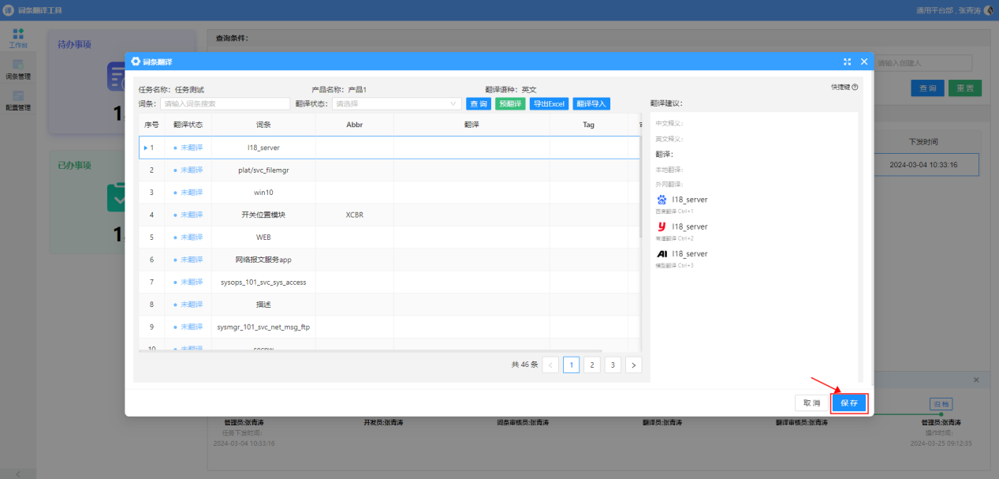 译 词条翻译工具
通用平台部,张青涛
工作台
词条管理
配置管理
待办事项
已办事项
查询条件:
请输入创建人
查 询
重 置
下发时间
2024-03-04 10:33:16
词条翻译
任务名称: 任务测试
产品名称: 产品1
翻译语种: 英文
快捷键
词条: 请输入词条搜索
翻译状态: 请选择
查 询
预翻译
导出Excel
翻译导入
序号 翻译状态 词条 Abbr 翻译 Tag
1 未翻译 I18_server
2 未翻译 plat/svc_filemgr
3 未翻译 win10
4 未翻译 开关位置模块 XCBR
5 未翻译 WEB
6 未翻译 网络报文服务app
7 未翻译 sysops_101_svc_sys_access
8 未翻译 描述
9 未翻译 sysmgr_101_svc_net_msg_ftp
10 未翻译
共 46 条 < 1 2 3 >
翻译建议:
中文释义:
英文释义:
翻译:
本地翻译:
外网翻译:
I18_server
百度翻译 Ctrl+1
I18_server
有道翻译 Ctrl+2
AI I18_server
模型翻译 Ctrl+3
取 消
保 存
归 档
管理员:张青涛
任务下发时间:
2024-03-04 10:33:16
开发员:张青涛
词条审核员:张青涛
翻译员:张青涛
翻译审核员:张青涛
管理员:张青涛
操作时间:
2024-03-25 09:12:35